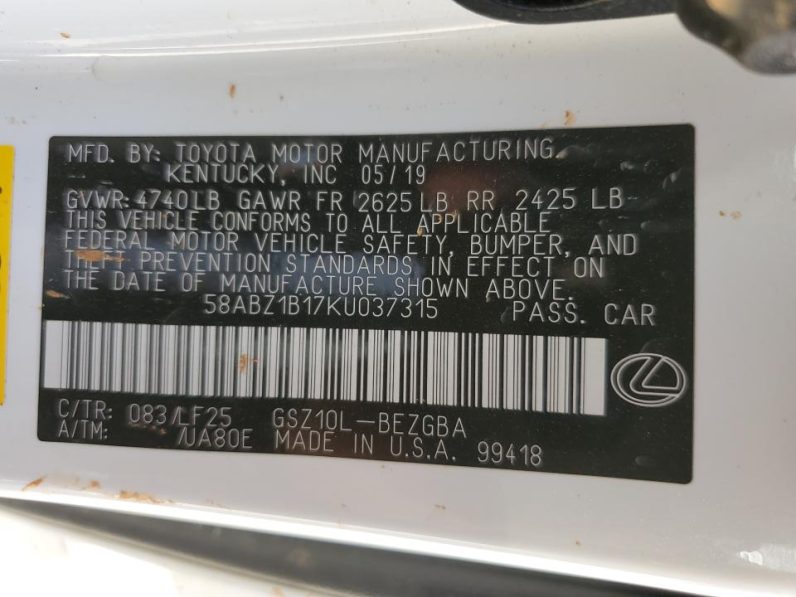 MFD. BY: TOYOTA MOTOR MANUFACTURING
KENTUCKY, INC 05/19
GVWR: 4740LB GAWR FR 2625 LB RR 2425 LB
THIS VEHICLE CONFORMS TO ALL APPLICABLE
FEDERAL MOTOR VEHICLE SAFETY, BUMPER, AND
THEFT PREVENTION STANDARDS IN EFFECT ON
THE DATE OF MANUFACTURE SHOWN ABOVE.
58ABZ1B17KU037315 PASS. CAR
C/TR: 083/LF25 GSZ10L-BEZGBA
A/TM: /UA80E MADE IN U.S.A. 99418